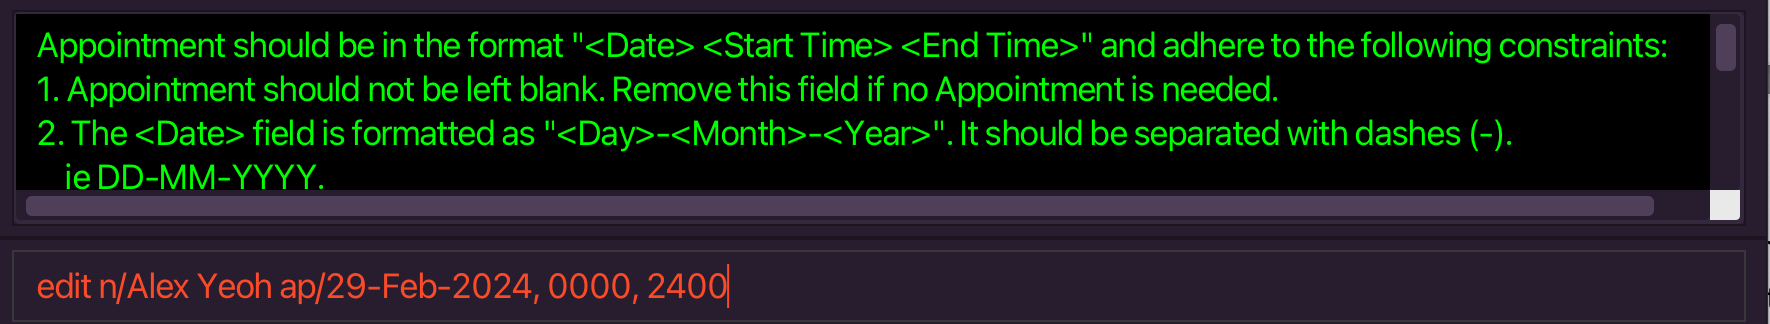 Appointment should be in the format "<Date> <Start Time> <End Time>" and adhere to the following constraints:
1. Appointment should not be left blank. Remove this field if no Appointment is needed.
2. The <Date> field is formatted as "<Day>-<Month>-<Year>". It should be separated with dashes (-).
ie DD-MM-YYYY.
edit n/Alex Yeoh ap/29-Feb-2024, 0000, 2400